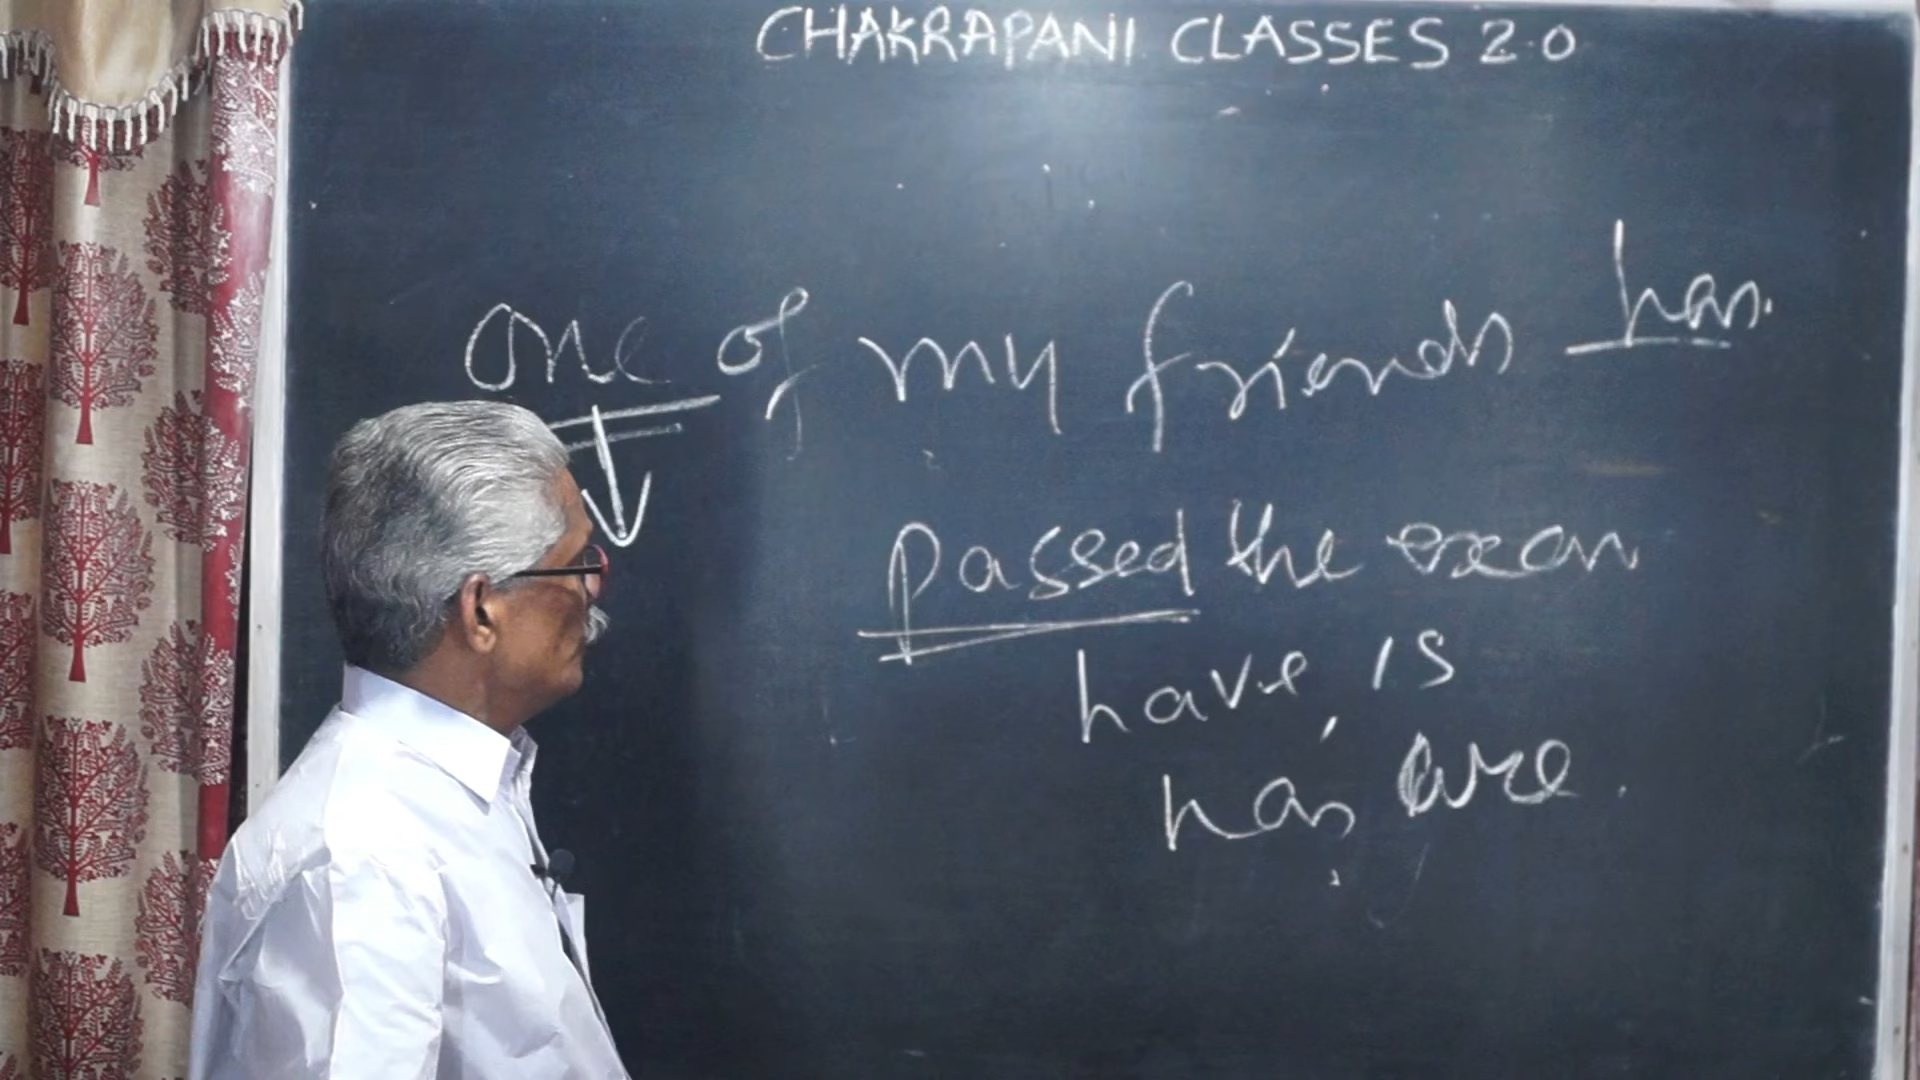 CHAKRAPANI CLASSES 2.0
One of my friends has.
passed the exam
have is
has are.